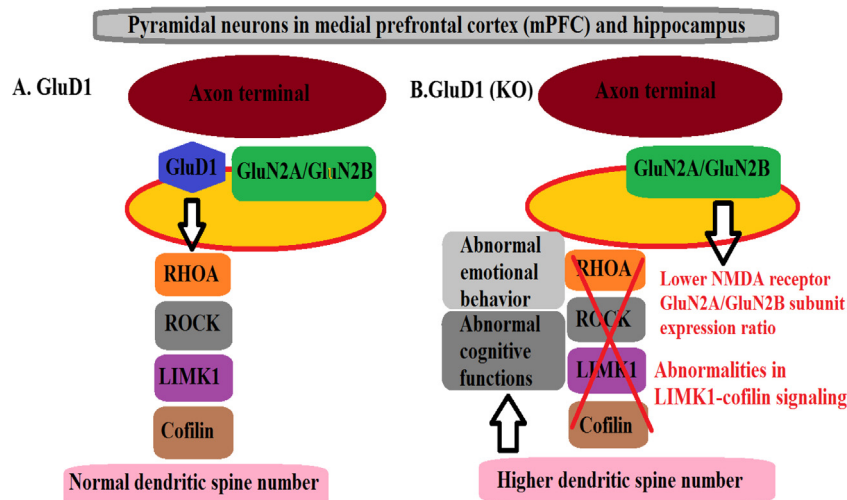 Pyramidal neurons in medial prefrontal cortex (mPFC) and hippocampus
A. GluD1
Axon terminal
GluD1
GluN2A/GluN2B
RHOA
ROCK
LIMK1
Cofilin
Normal dendritic spine number
B.GluD1 (KO)
Axon terminal
GluN2A/GluN2B
Abnormal
emotional
behavior
Abnormal
cognitive
functions
RHOA
ROCK
LIMK1
Cofilin
Lower NMDA receptor
GluN2A/GluN2B subunit
expression ratio
Abnormalities in
LIMK1-cofilin signaling
Higher dendritic spine number